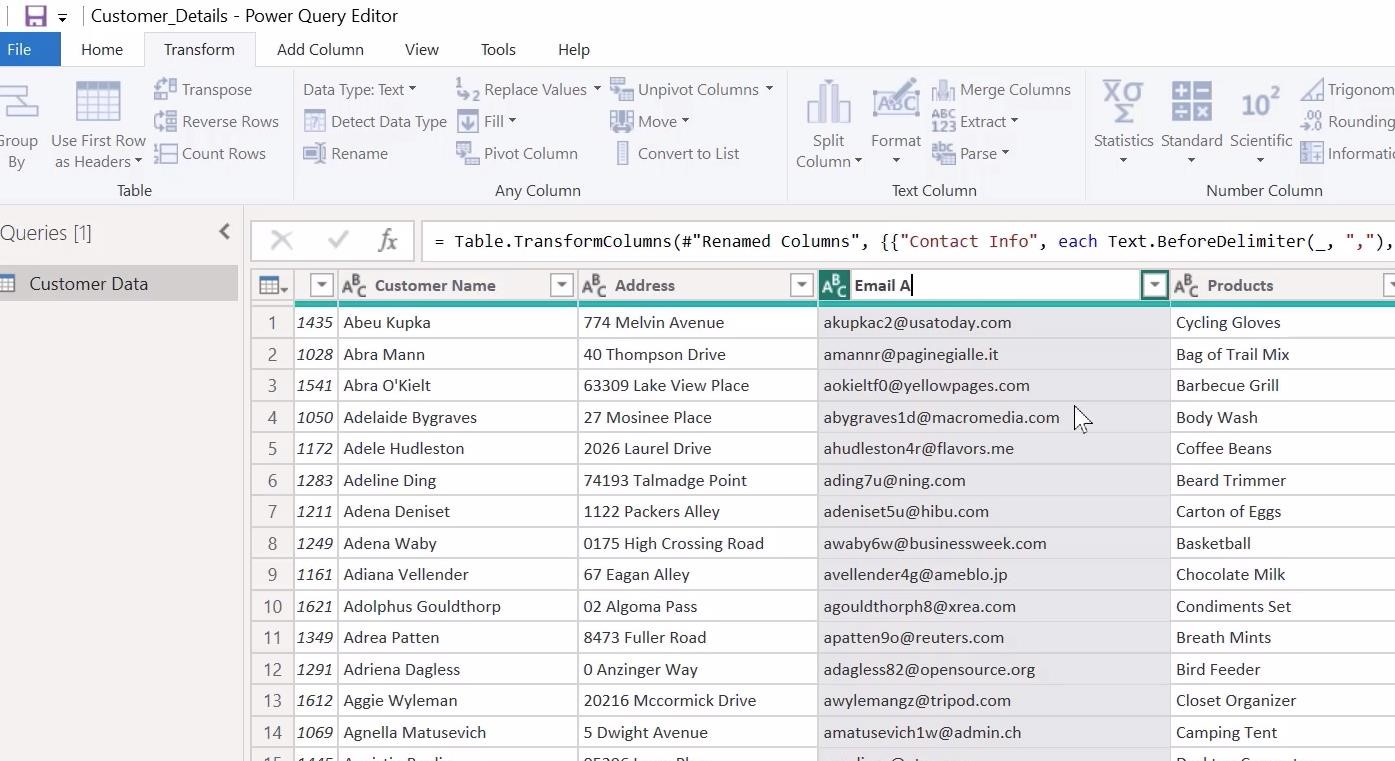 Customer_Details - Power Query Editor
File Home Transform Add Column View Tools Help
Transpose Data Type: Text Replace Values Unpivot Columns Merge Columns
Reverse Rows Detect Data Type Fill Move ABC 123 Extract
Group By Use First Row as Headers Count Rows Rename Pivot Column Convert to List Split Column Format abc Parse Statistics Standard 10² Scientific
Table Any Column Text Column Number Column
Queries [1]
fx = Table.TransformColumns(#"Renamed Columns", {{"Contact Info", each Text.BeforeDelimiter(_, ","),
Customer Data
Customer Name Address Email A Products
1 1435 Abeu Kupka 774 Melvin Avenue akupkac2@usatoday.com Cycling Gloves
2 1028 Abra Mann 40 Thompson Drive amannr@paginegialle.it Bag of Trail Mix
3 1541 Abra O'Kielt 63309 Lake View Place aokieltf0@yellowpages.com Barbecue Grill
4 1050 Adelaide Bygraves 27 Mosinee Place abygraves1d@macromedia.com Body Wash
5 1172 Adele Hudleston 2026 Laurel Drive ahudleston4r@flavors.me Coffee Beans
6 1283 Adeline Ding 74193 Talmadge Point ading7u@ning.com Beard Trimmer
7 1211 Adena Deniset 1122 Packers Alley adeniset5u@hibu.com Carton of Eggs
8 1249 Adena Waby 0175 High Crossing Road awaby6w@businessweek.com Basketball
9 1161 Adiana Vellender 67 Eagan Alley avellender4g@ameblo.jp Chocolate Milk
10 1621 Adolphus Gouldthorp 02 Algoma Pass agouldthorph8@xrea.com Condiments Set
11 1349 Adrea Patten 8473 Fuller Road apatten9o@reuters.com Breath Mints
12 1291 Adriena Dagless 0 Anzinger Way adagless82@opensource.org Bird Feeder
13 1612 Aggie Wyleman 20216 Mccormick Drive awylemangz@tripod.com Closet Organizer
14 1069 Agnella Matusevich 5 Dwight Avenue amatusevich1w@admin.ch Camping Tent